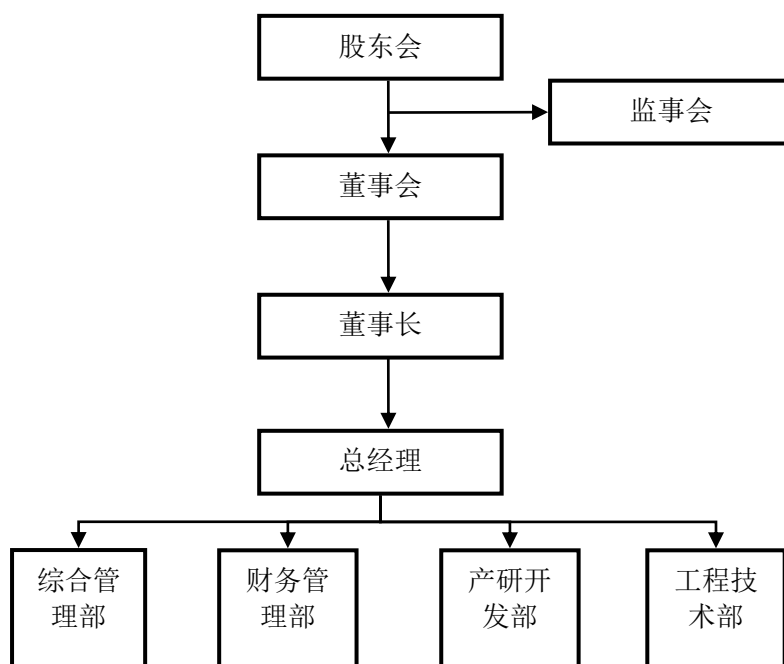 股东会
监事会
董事会
董事长
总经理
综合管
理部
财务管
理部
产研开
发部
工程技
术部